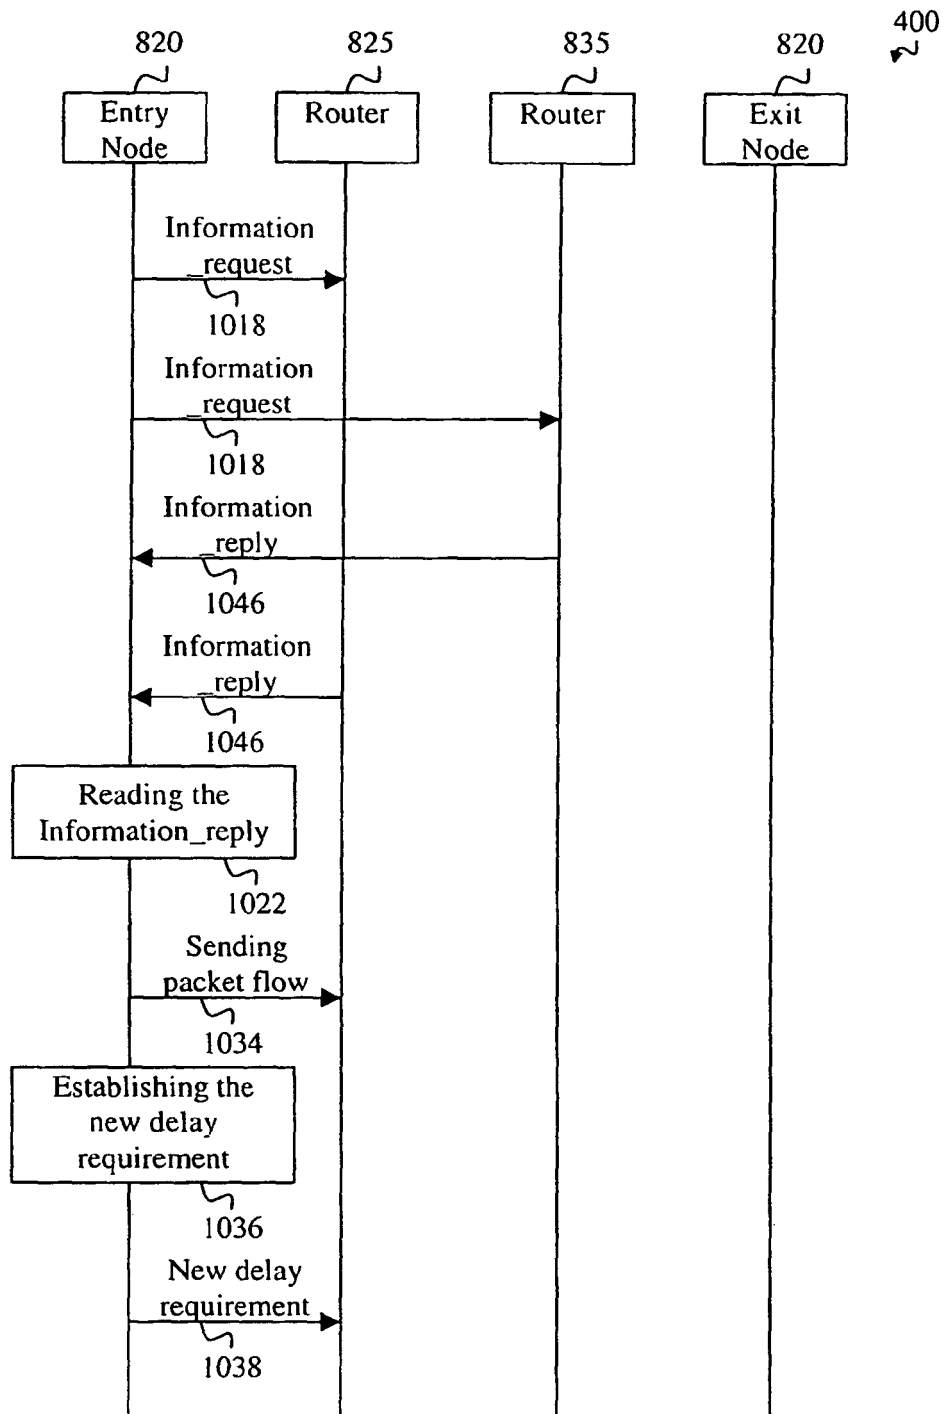 400
820 825 835 820
Entry Router Router Exit
Node Node
Information
_request
1018
Information
_request
1018
Information
_reply
1046
Information
_reply
1046
Reading the
Information_reply
1022
Sending
packet flow
1034
Establishing the
new delay
requirement
1036
New delay
requirement
1038